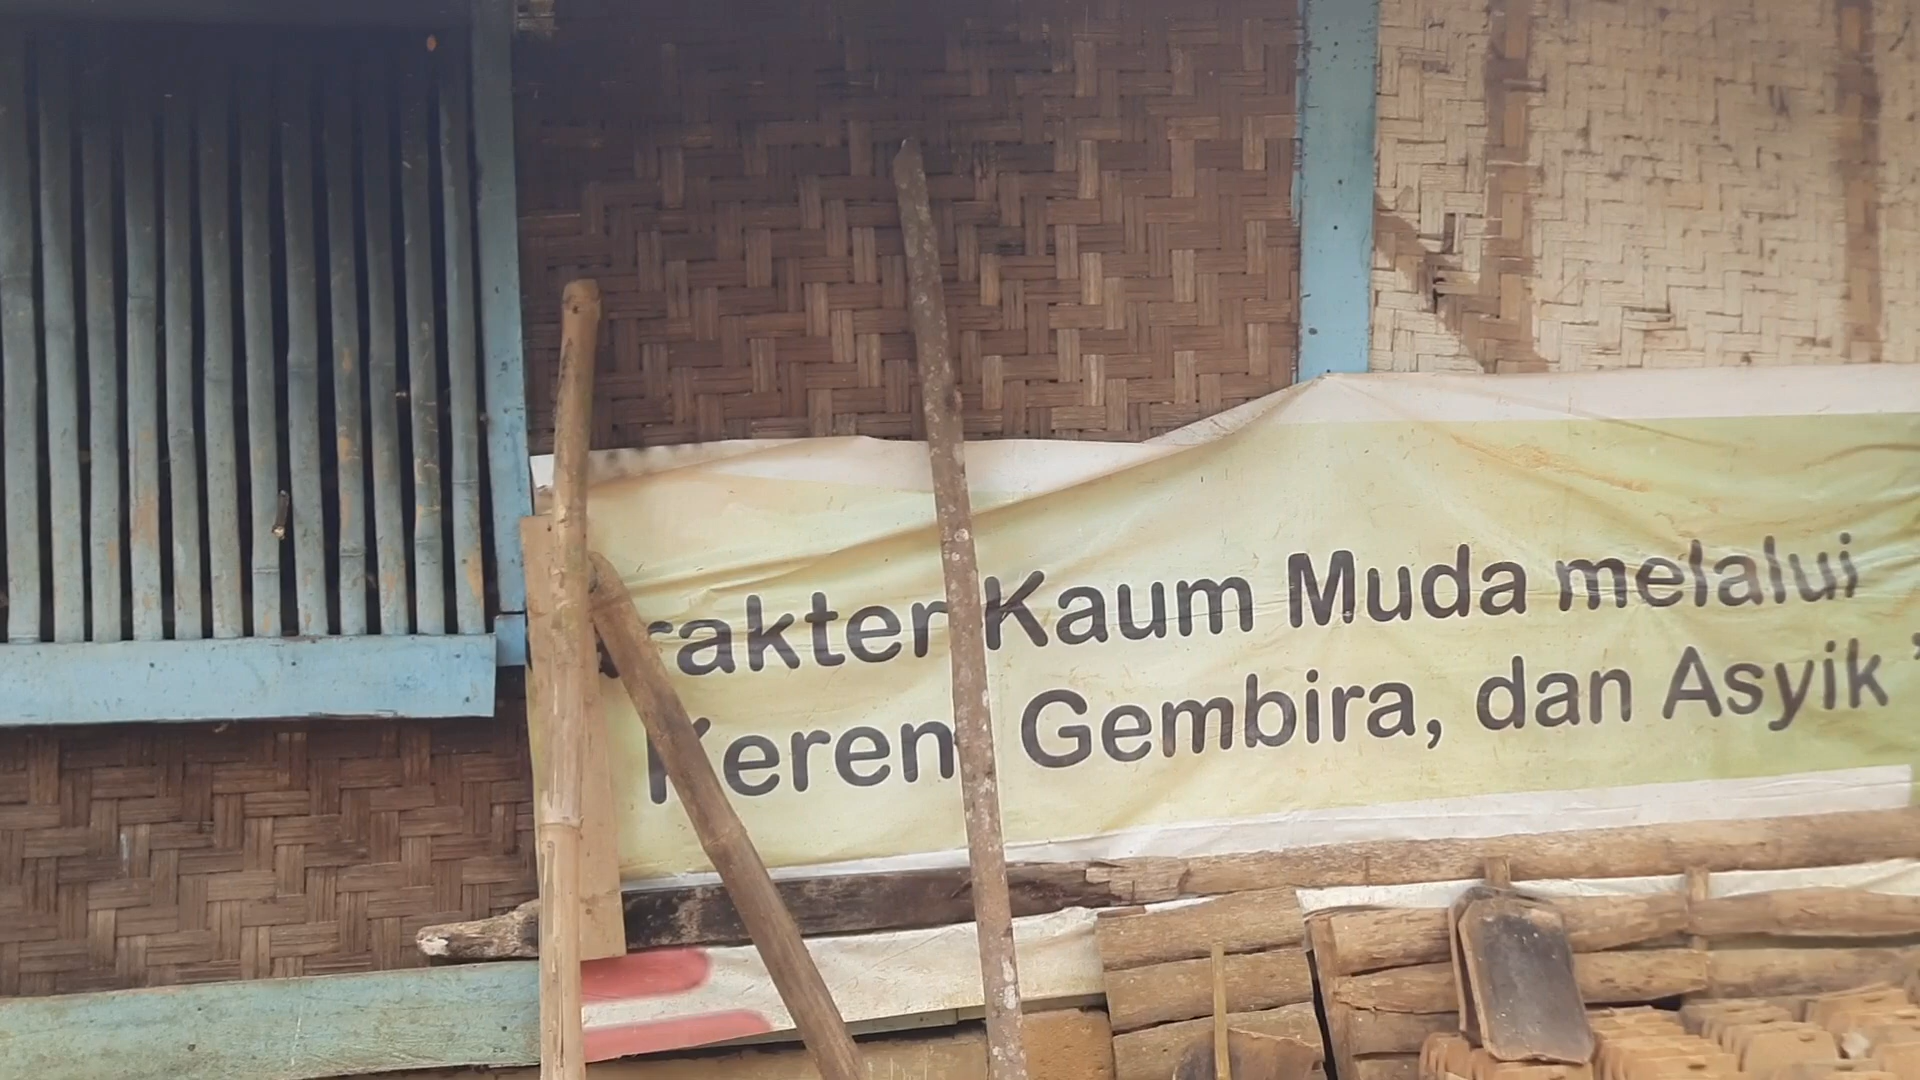 rakter Kaum Muda melalui
Keren Gembira, dan Asyik"